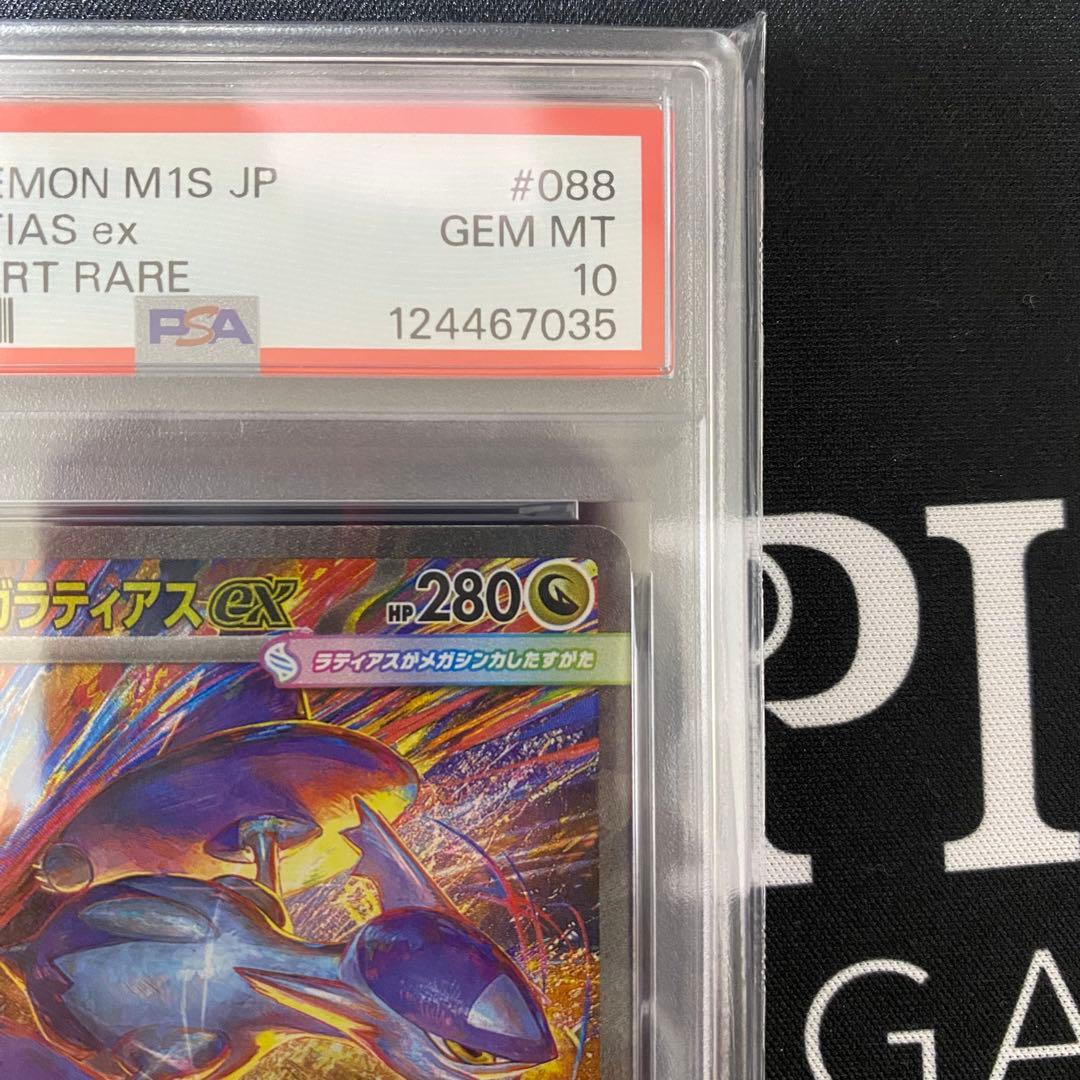 EMON M1S JP #088
TIAS ex GEM MT
RT RARE 10
PSA 124467035
ガラティアスex HP280
ラティアスがメガシンカしたすがた
PI
GA